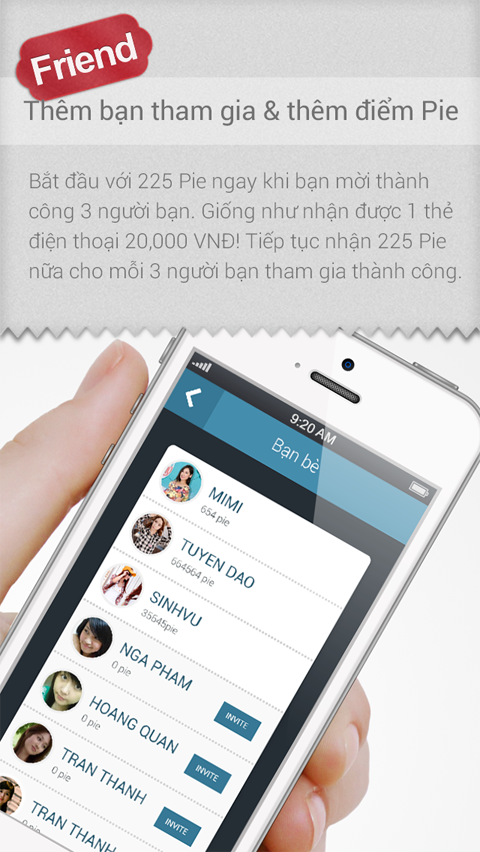 Friend
Thêm bạn tham gia & thêm điểm Pie
Bắt đầu với 225 Pie ngay khi bạn mời thành
công 3 người bạn. Giống như nhận được 1 thẻ
điện thoại 20,000 VNĐ! Tiếp tục nhận 225 Pie
nữa cho mỗi 3 người bạn tham gia thành công.
9:20 AM
Bạn bè
MIMI
654 pie
TUYEN DAO
664564 pie
SINHVU
35645pie
NGA PHAM
0 pie
INVITE
HOANG QUAN
0 pie
INVITE
TRAN THANH
0 pie
INVITE
TRAN THANH